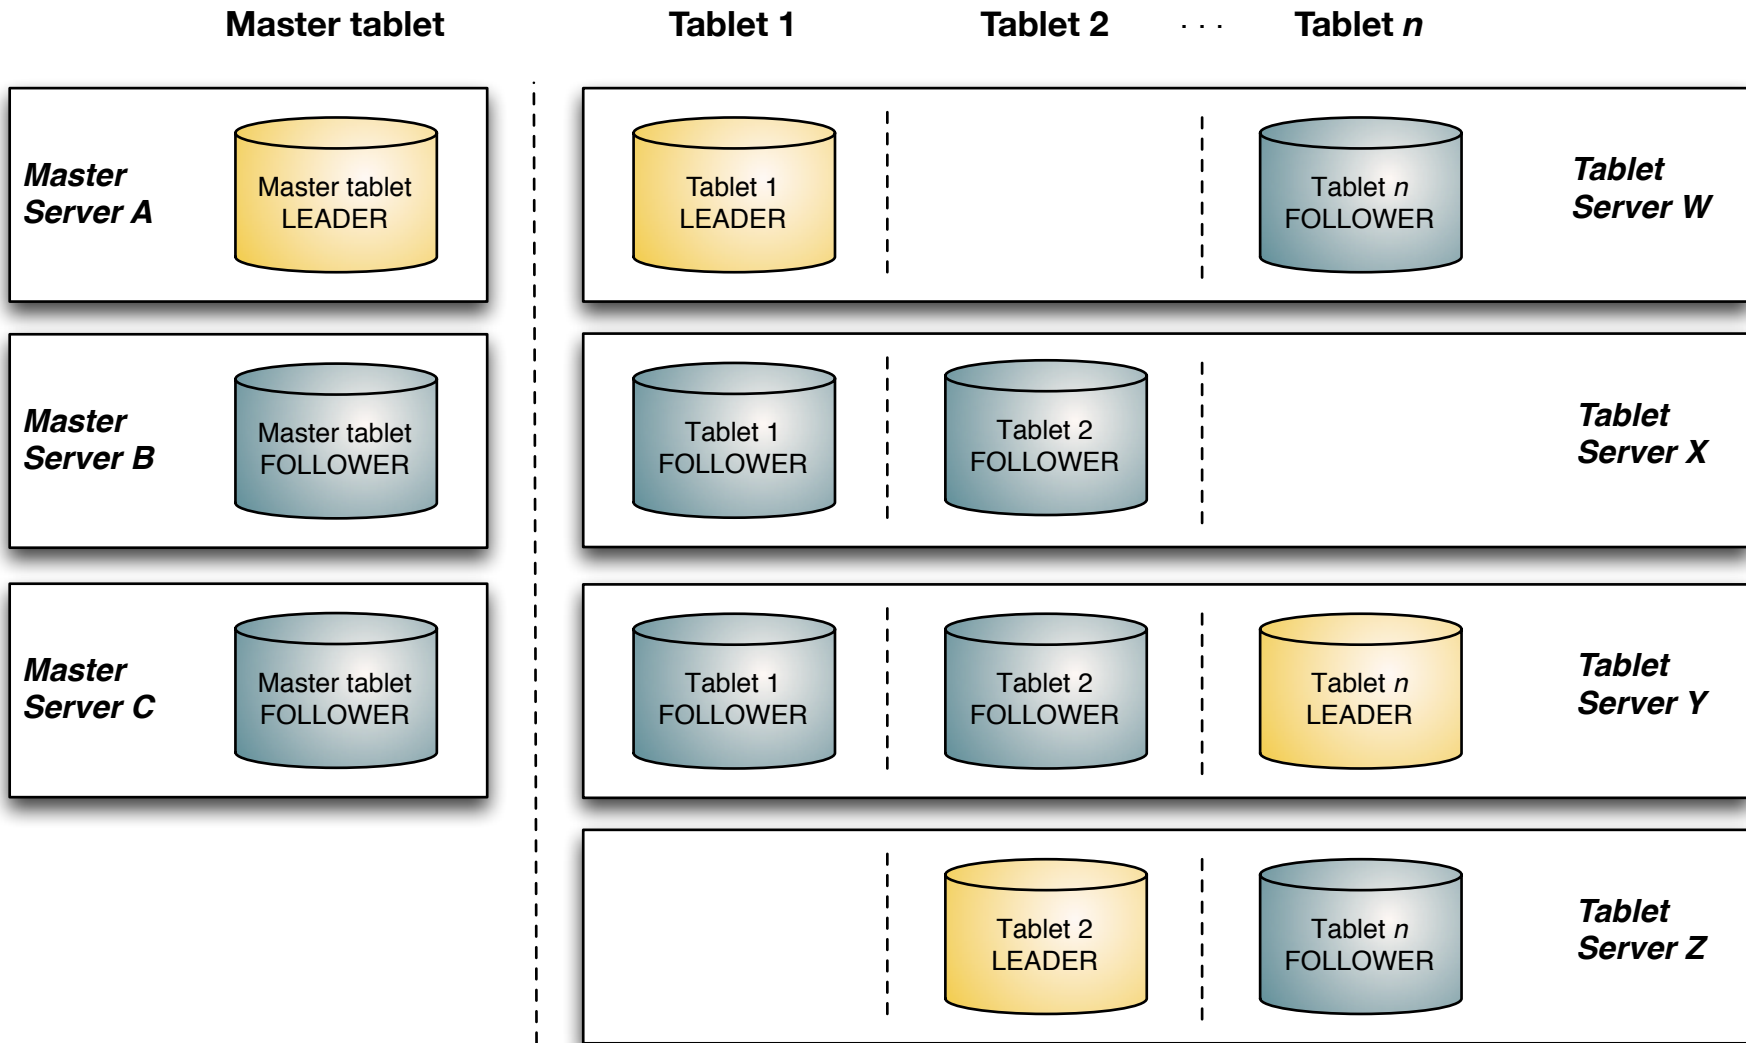 Master tablet
Tablet 1
Tablet 2
. . .
Tablet n
Master
Server A
Master tablet
LEADER
Tablet 1
LEADER
Tablet n
FOLLOWER
Tablet
Server W
Master
Server B
Master tablet
FOLLOWER
Tablet 1
FOLLOWER
Tablet 2
FOLLOWER
Tablet
Server X
Master
Server C
Master tablet
FOLLOWER
Tablet 1
FOLLOWER
Tablet 2
FOLLOWER
Tablet n
LEADER
Tablet
Server Y
Tablet 2
LEADER
Tablet n
FOLLOWER
Tablet
Server Z